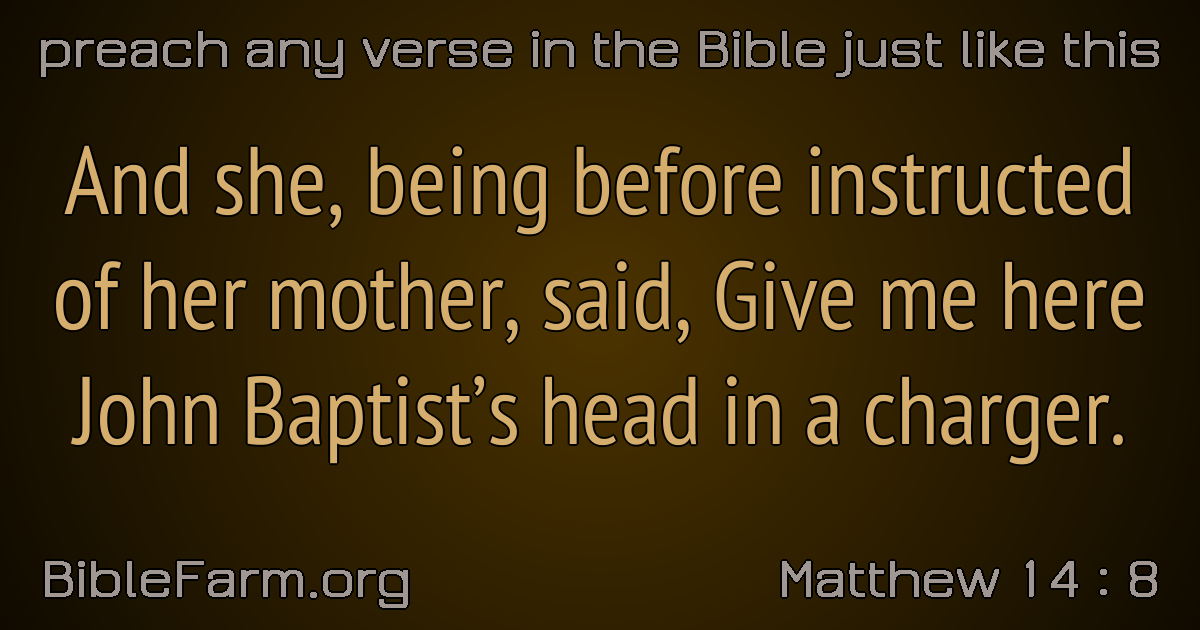 preach any verse in the Bible just like this
And she, being before instructed
of her mother, said, Give me here
John Baptist’s head in a charger.
BibleFarm.org
Matthew 14 : 8